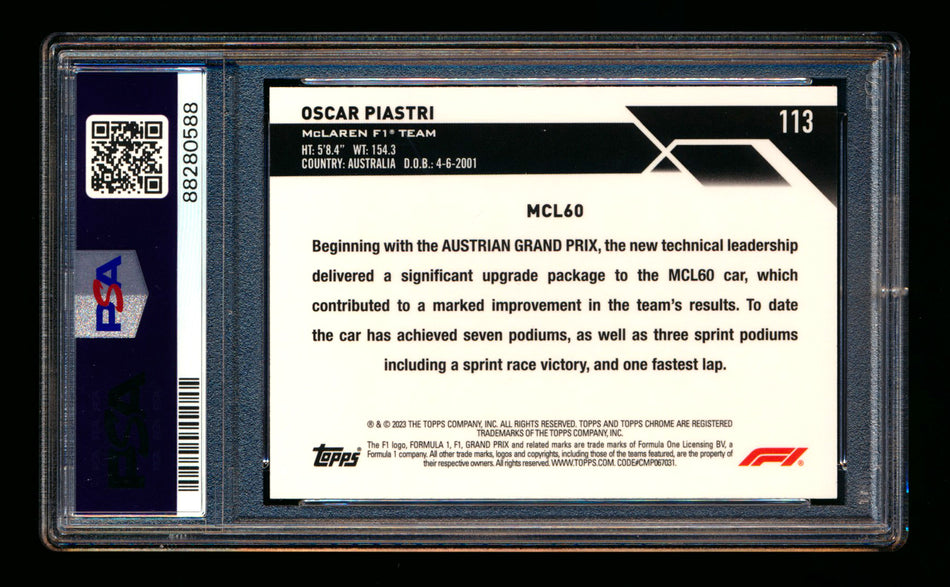 OSCAR PIASTRI
113
McLAREN F1® TEAM
HT: 5'8.4" WT: 154.3
COUNTRY: AUSTRALIA D.O.B.: 4-6-2001
MCL60
Beginning with the AUSTRIAN GRAND PRIX, the new technical leadership
delivered a significant upgrade package to the MCL60 car, which
contributed to a marked improvement in the team's results. To date
the car has achieved seven podiums, as well as three sprint podiums
including a sprint race victory, and one fastest lap.
® & © 2023 THE TOPPS COMPANY, INC. ALL RIGHTS RESERVED. TOPPS AND TOPPS CHROME ARE REGISTERED
TRADEMARKS OF THE TOPPS COMPANY, INC.
The F1 logo, FORMULA 1, F1, GRAND PRIX and related marks are trade marks of Formula One Licensing BV, a
Formula 1 company. All other trade marks, logos and copyrights, including those of the teams featured, are the property of
their respective owners. All rights reserved. WWW.TOPPS.COM. CODE#CMP067031.
Topps
F1®
88280588
PSA
PSA